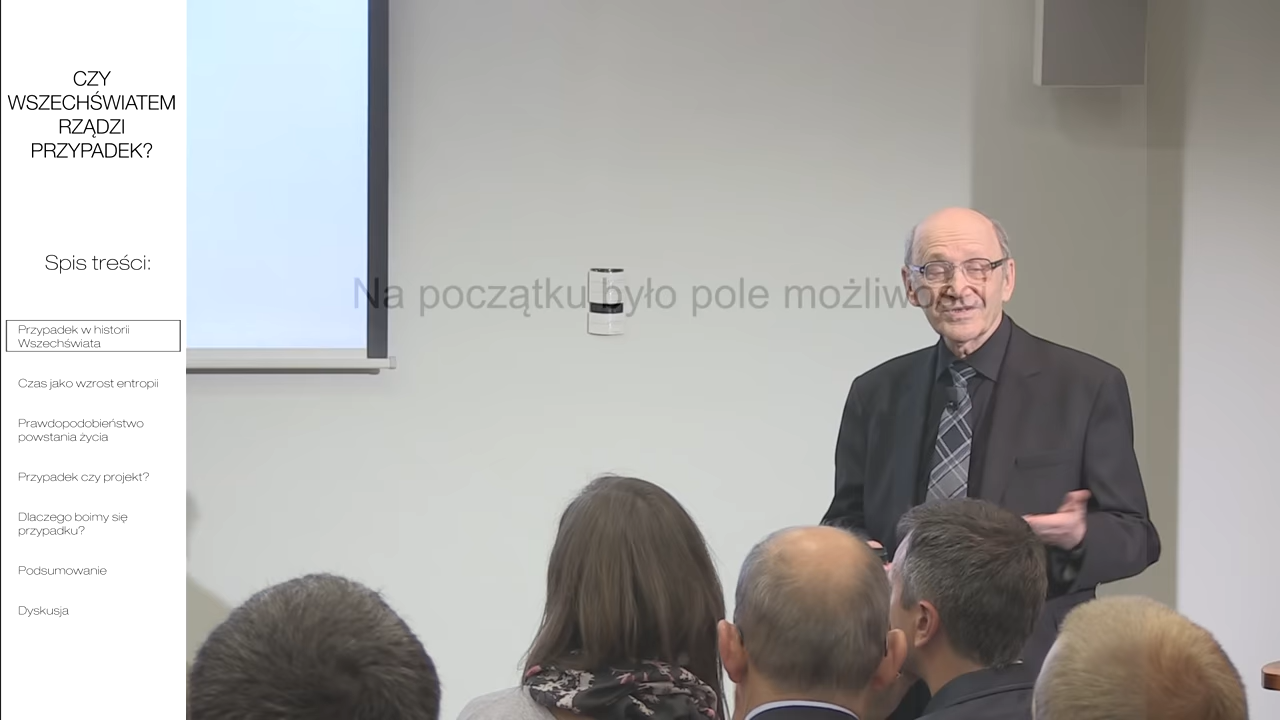 CZY
WSZECHŚWIATEM
RZĄDZI
PRZYPADEK?
Spis treści:
Przypadek w historii
Wszechświata
Czas jako wzrost entropii
Prawdopodobieństwo
powstania życia
Przypadek czy projekt?
Dlaczego boimy się
przypadku?
Podsumowanie
Dyskusja
Na początku było pole